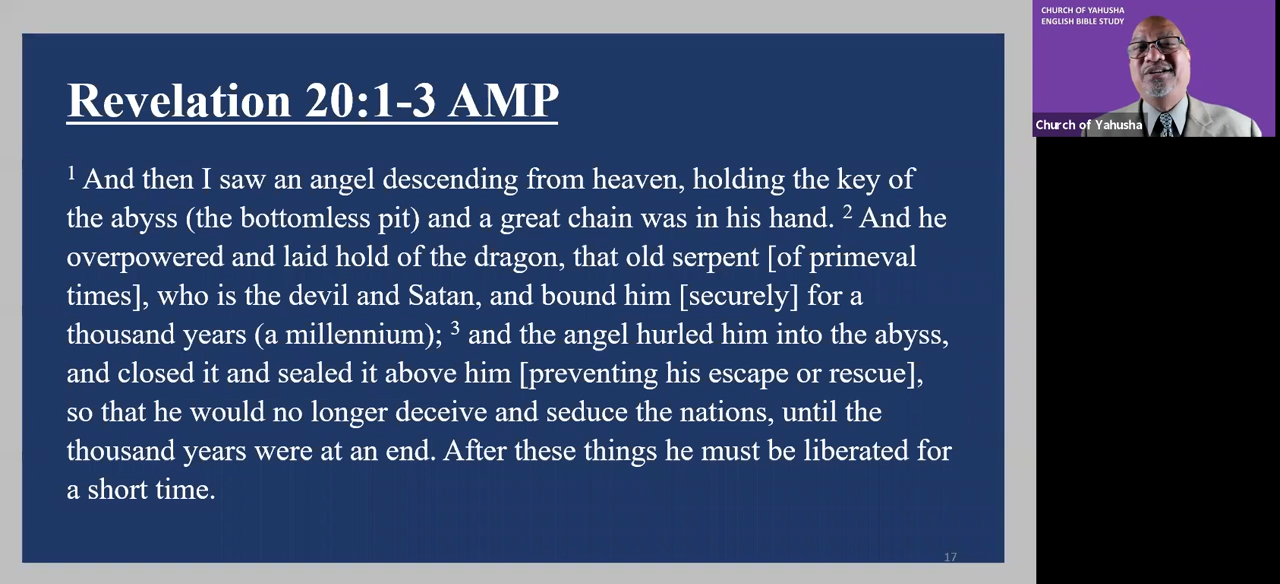 Revelation 20:1-3 AMP
1 And then I saw an angel descending from heaven, holding the key of
the abyss (the bottomless pit) and a great chain was in his hand. 2 And he
overpowered and laid hold of the dragon, that old serpent [of primeval
times], who is the devil and Satan, and bound him [securely] for a
thousand years (a millennium); 3 and the angel hurled him into the abyss,
and closed it and sealed it above him [preventing his escape or rescue],
so that he would no longer deceive and seduce the nations, until the
thousand years were at an end. After these things he must be liberated for
a short time.
17
CHURCH OF YAHUSHA
ENGLISH BIBLE STUDY
Church of Yahusha